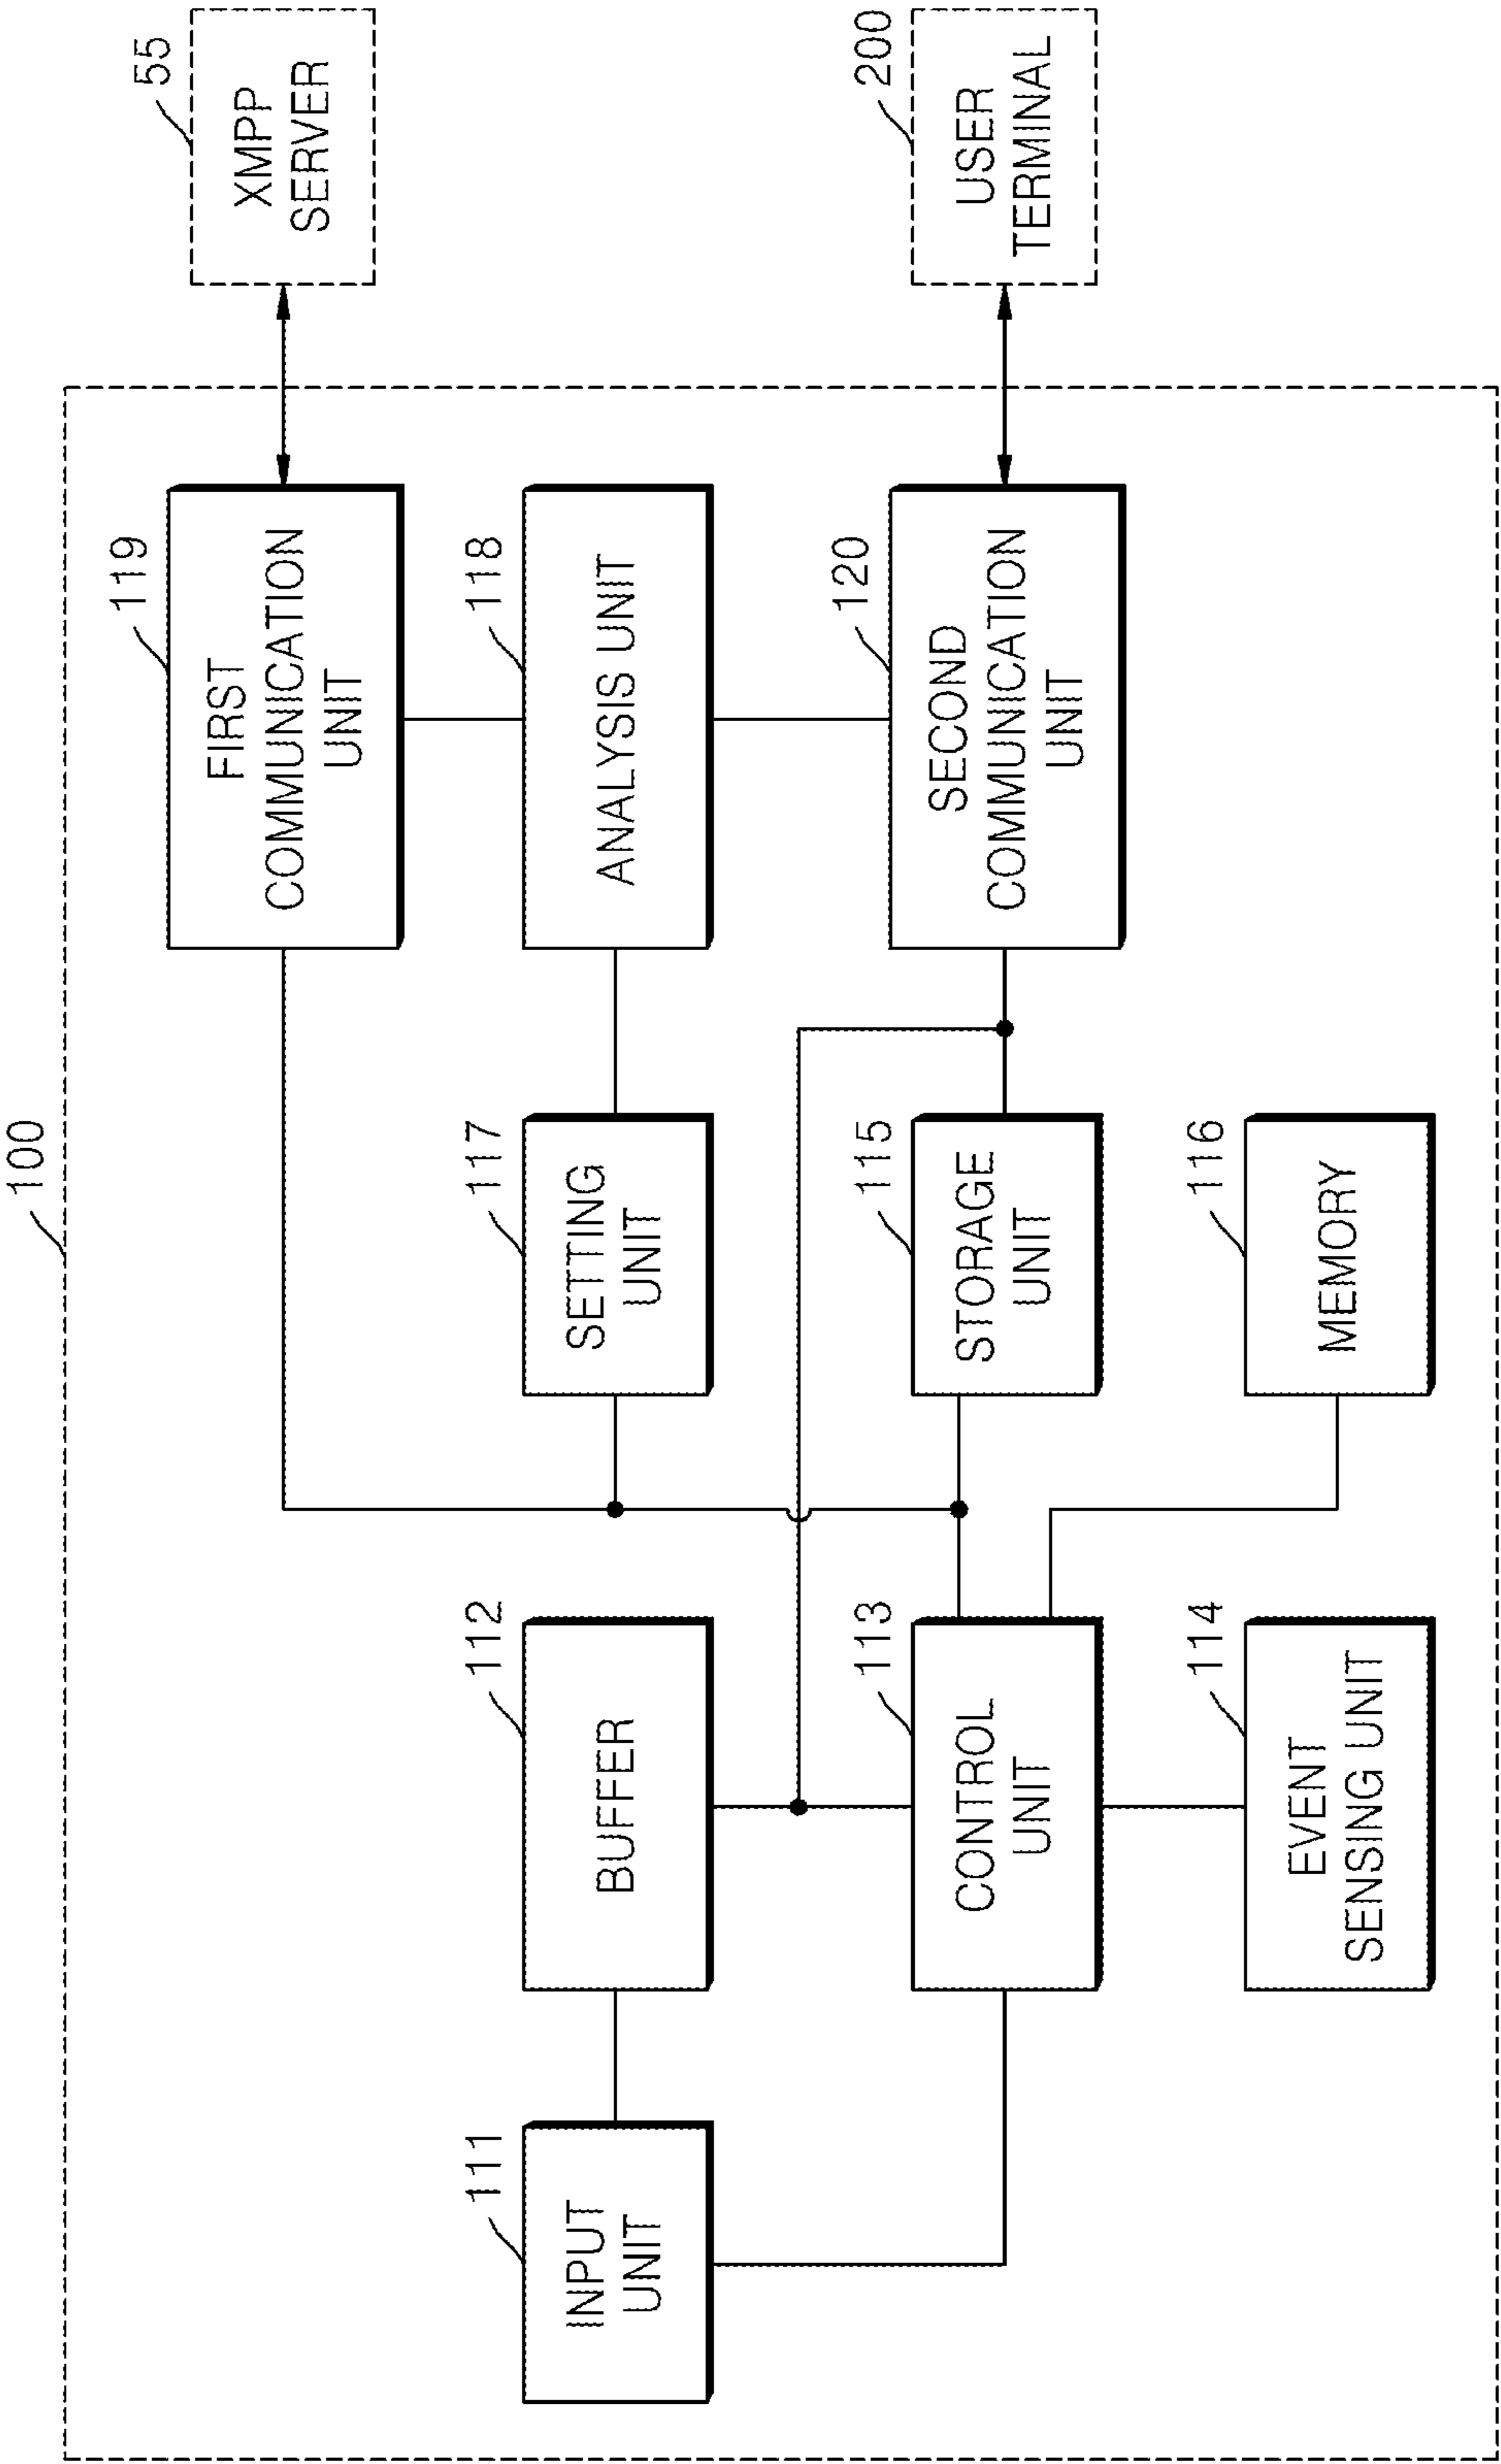 100
55
XMPP
SERVER
119
FIRST
COMMUNICATION
UNIT
111
INPUT
UNIT
112
BUFFER
117
SETTING
UNIT
118
ANALYSIS UNIT
113
CONTROL
UNIT
115
STORAGE
UNIT
120
SECOND
COMMUNICATION
UNIT
200
USER
TERMINAL
114
EVENT
SENSING UNIT
116
MEMORY